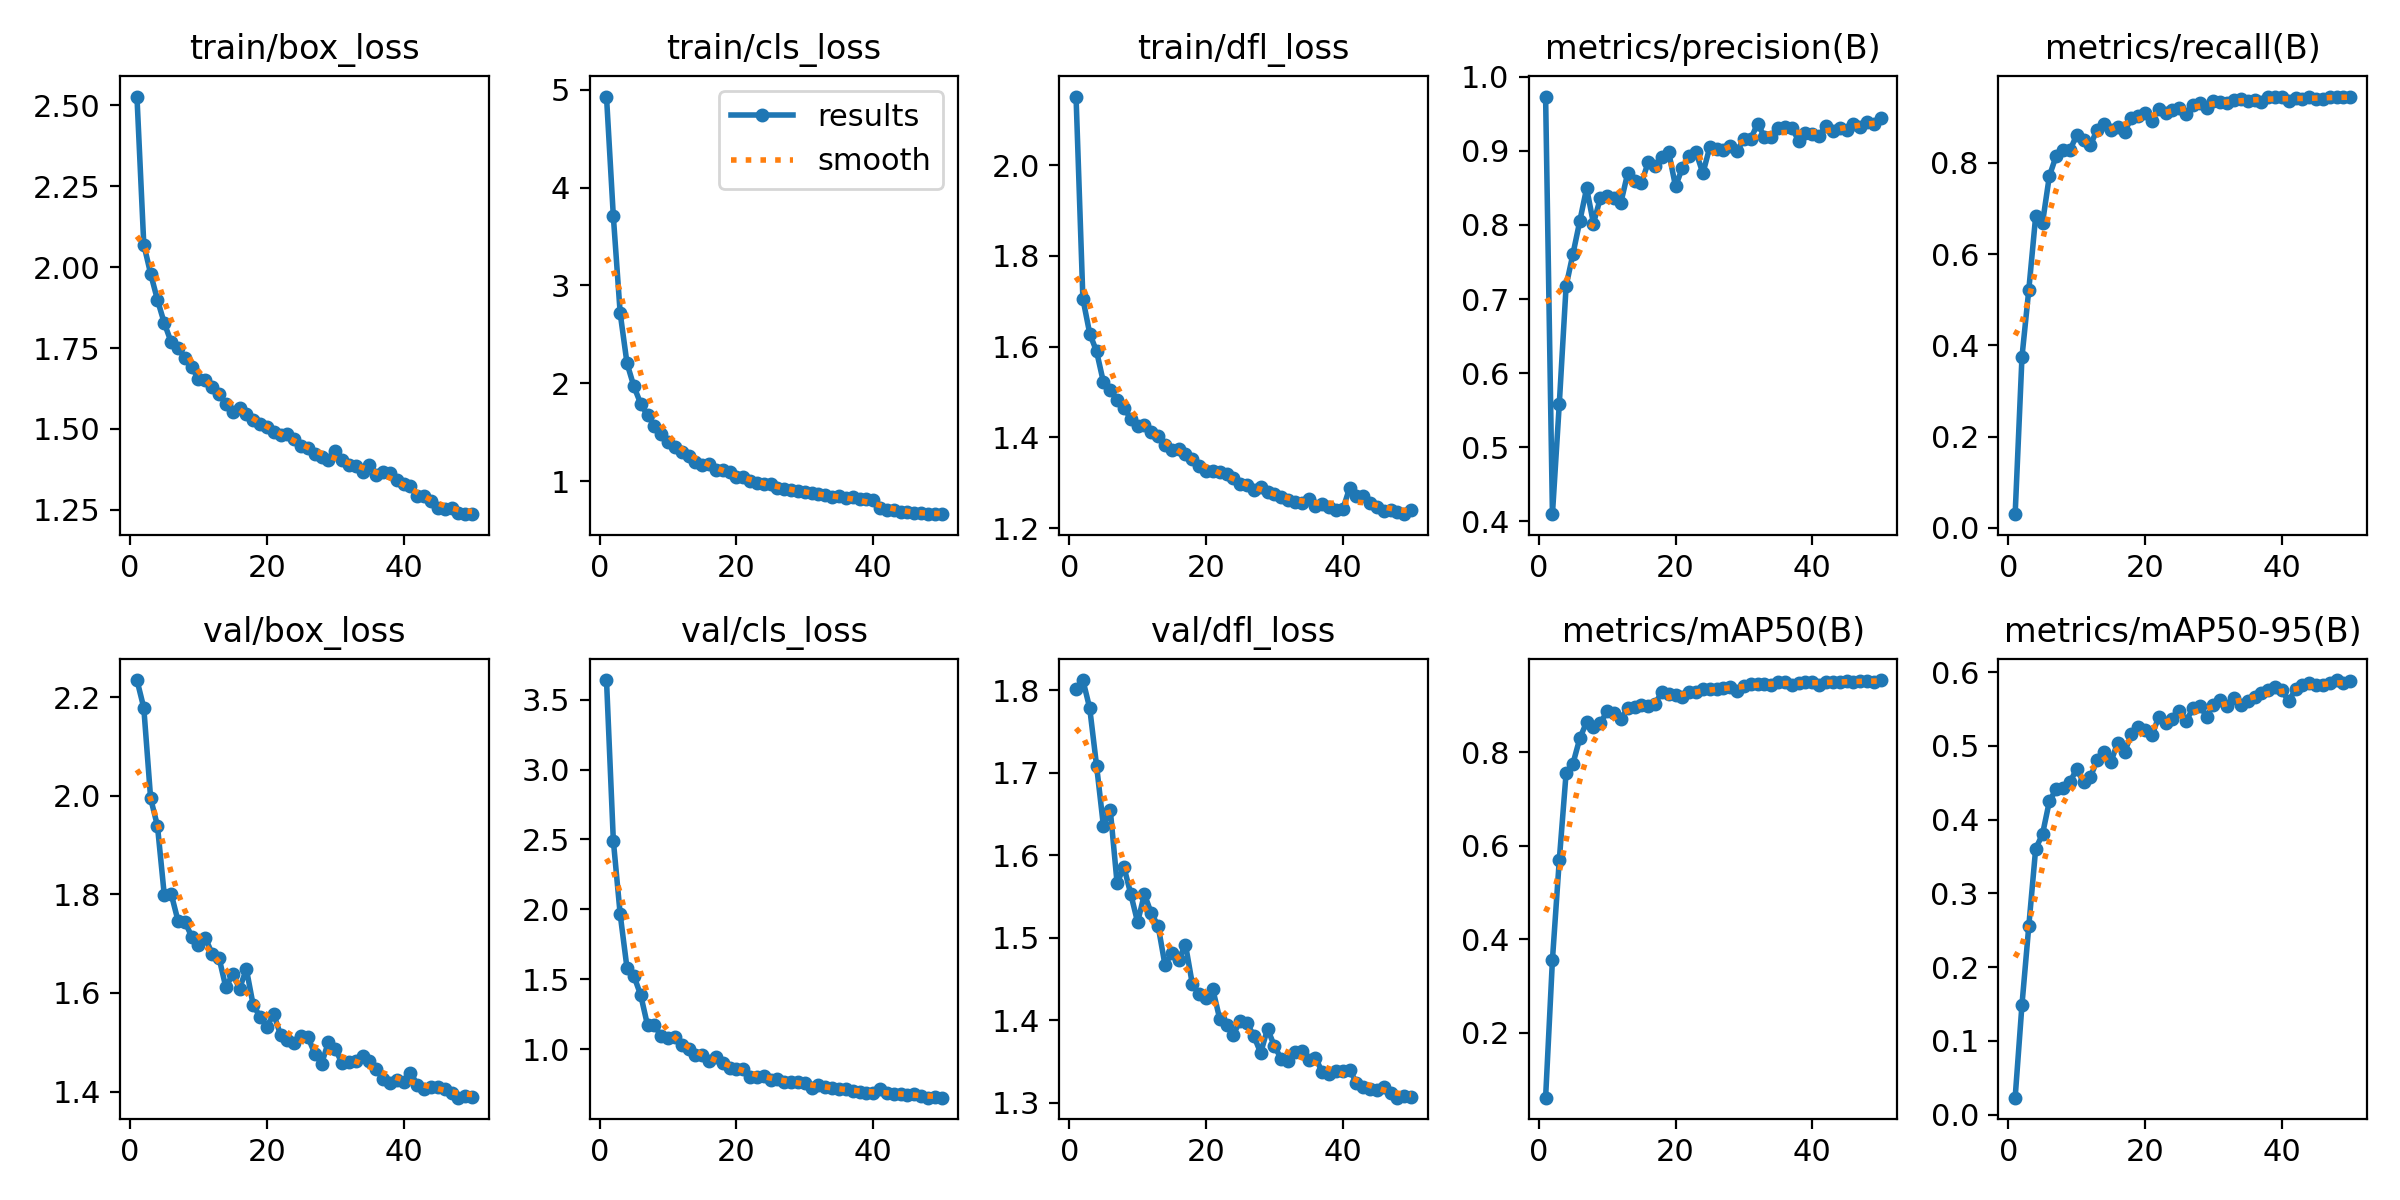 train/box_loss
2.50
2.25
2.00
1.75
1.50
1.25
0 20 40
train/cls_loss
5
4
3
2
1
results
smooth
0 20 40
train/dfl_loss
2.0
1.8
1.6
1.4
1.2
0 20 40
metrics/precision(B)
1.0
0.9
0.8
0.7
0.6
0.5
0.4
0 20 40
metrics/recall(B)
0.8
0.6
0.4
0.2
0.0
0 20 40
val/box_loss
2.2
2.0
1.8
1.6
1.4
0 20 40
val/cls_loss
3.5
3.0
2.5
2.0
1.5
1.0
0 20 40
val/dfl_loss
1.8
1.7
1.6
1.5
1.4
1.3
0 20 40
metrics/mAP50(B)
0.8
0.6
0.4
0.2
0 20 40
metrics/mAP50-95(B)
0.6
0.5
0.4
0.3
0.2
0.1
0.0
0 20 40